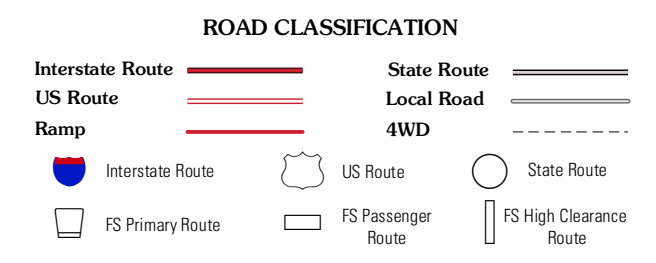 ROAD CLASSIFICATION
Interstate Route
State Route
US Route
Local Road
Ramp
4WD
Interstate Route
US Route
State Route
FS Primary Route
FS Passenger
Route
FS High Clearance
Route